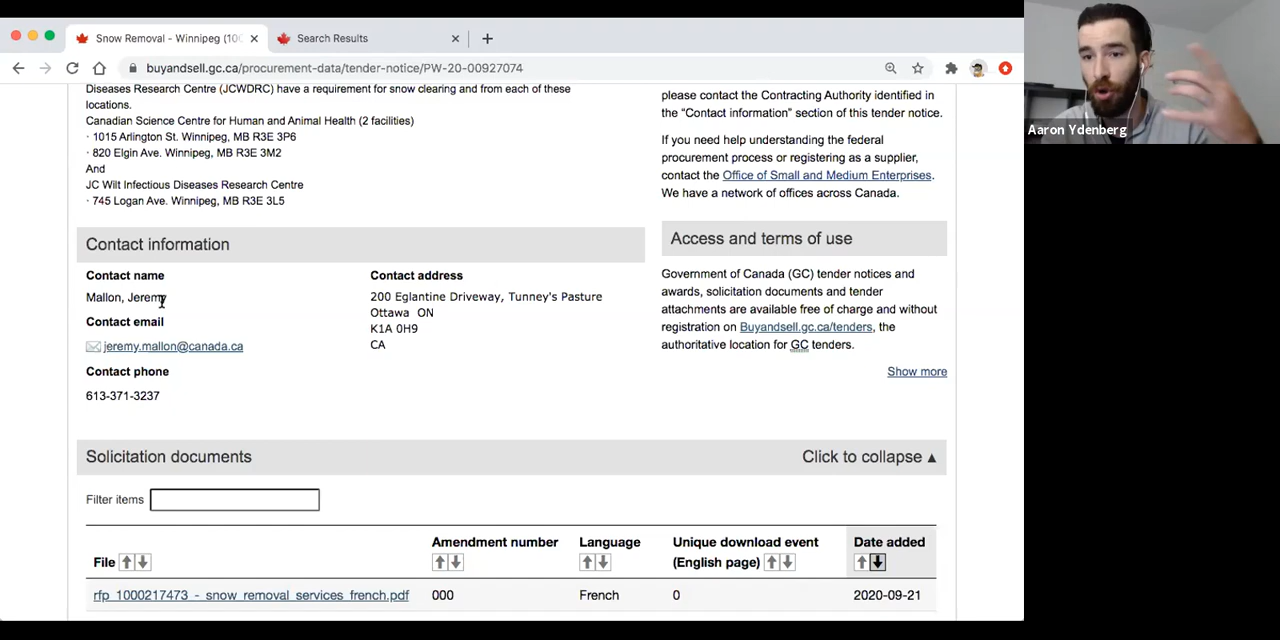 Snow Removal - Winnipeg (100
Search Results
buyandsell.gc.ca/procurement-data/tender-notice/PW-20-00927074
Aaron Ydenberg
Diseases Research Centre (JCWDRC) have a requirement for snow clearing and from each of these
locations.
Canadian Science Centre for Human and Animal Health (2 facilities)
· 1015 Arlington St. Winnipeg, MB R3E 3P6
· 820 Elgin Ave. Winnipeg, MB R3E 3M2
And
JC Wilt Infectious Diseases Research Centre
· 745 Logan Ave. Winnipeg, MB R3E 3L5
please contact the Contracting Authority identified in
the “Contact information” section of this tender notice.
If you need help understanding the federal
procurement process or registering as a supplier,
contact the Office of Small and Medium Enterprises.
We have a network of offices across Canada.
Contact information
Contact name
Mallon, Jeremy
Contact email
jeremy.mallon@canada.ca
Contact phone
613-371-3237
Contact address
200 Eglantine Driveway, Tunney's Pasture
Ottawa ON
K1A 0H9
CA
Access and terms of use
Government of Canada (GC) tender notices and
awards, solicitation documents and tender
attachments are available free of charge and without
registration on Buyandsell.gc.ca/tenders, the
authoritative location for GC tenders.
Show more
Solicitation documents
Click to collapse ▲
Filter items
File
Amendment number
Language
Unique download event
(English page)
Date added
rfp_1000217473_-_snow_removal_services_french.pdf
000
French
0
2020-09-21